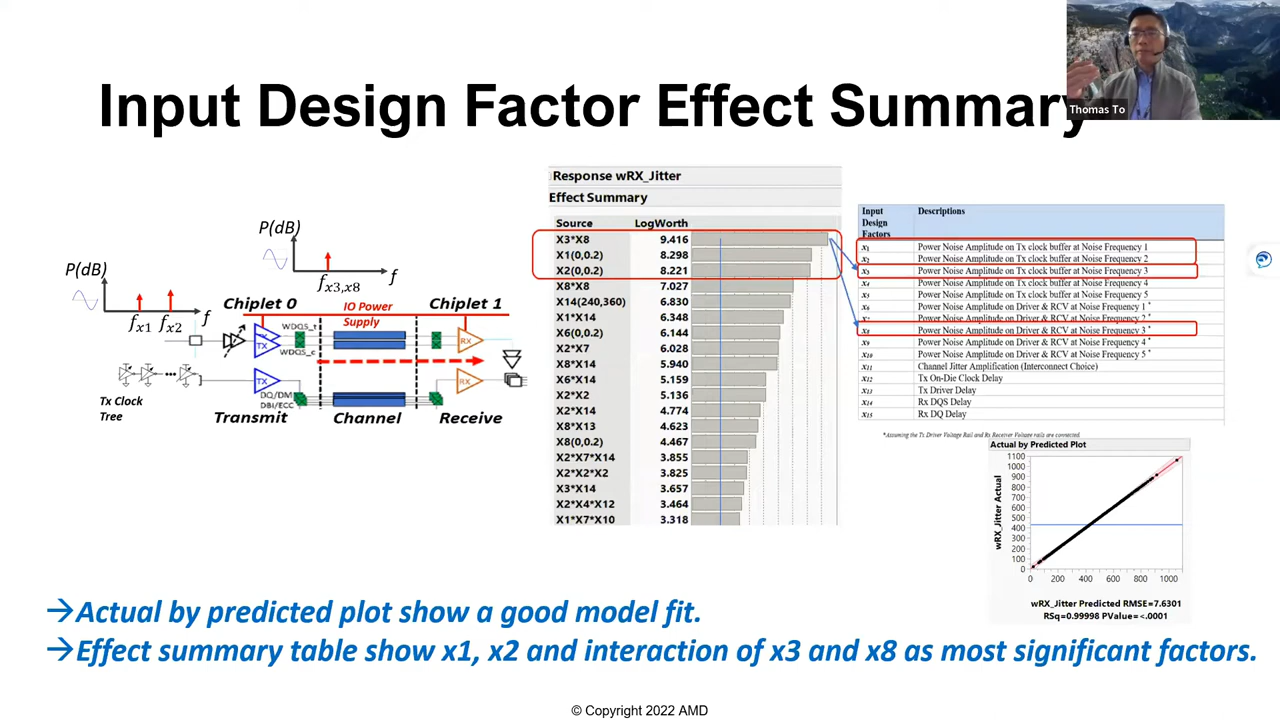 Thomas To
Input Design Factor Effect Summary
P(dB)
f
fx3,x8
P(dB)
f
fx1 fx2
Chiplet 0
IO Power
Supply
Chiplet 1
WDQS_t
WDQS_c
TX
TX
RX
RX
DQ/DM
DBI/ECC
Tx Clock
Tree
Transmit
Channel
Receive
Response wRX_Jitter
Effect Summary
Source LogWorth
X3*X8 9.416
X1(0,0.2) 8.298
X2(0,0.2) 8.221
X8*X8 7.027
X14(240,360) 6.830
X1*X14 6.348
X6(0,0.2) 6.144
X2*X7 6.028
X8*X14 5.940
X6*X14 5.159
X2*X2 5.136
X2*X14 4.774
X8*X13 4.623
X8(0,0.2) 4.467
X2*X7*X14 3.855
X2*X2*X2 3.825
X3*X14 3.657
X2*X4*X12 3.464
X1*X7*X10 3.318
Input Design Factors Descriptions
x1 Power Noise Amplitude on Tx clock buffer at Noise Frequency 1
x2 Power Noise Amplitude on Tx clock buffer at Noise Frequency 2
x3 Power Noise Amplitude on Tx clock buffer at Noise Frequency 3
x4 Power Noise Amplitude on Tx clock buffer at Noise Frequency 4
x5 Power Noise Amplitude on Tx clock buffer at Noise Frequency 5
x6 Power Noise Amplitude on Driver & RCV at Noise Frequency 1 *
x7 Power Noise Amplitude on Driver & RCV at Noise Frequency 2 *
x8 Power Noise Amplitude on Driver & RCV at Noise Frequency 3 *
x9 Power Noise Amplitude on Driver & RCV at Noise Frequency 4 *
x10 Power Noise Amplitude on Driver & RCV at Noise Frequency 5 *
x11 Channel Jitter Amplification (Interconnect Choice)
x12 Tx On-Die Clock Delay
x13 Tx Driver Delay
x14 Rx DQS Delay
x15 Rx DQ Delay
*Assuming the Tx Driver Voltage Rail and Rx Receiver Voltage rails are connected.
Actual by Predicted Plot
wRX_Jitter Actual
1100
1000
900
800
700
600
500
400
300
200
100
0
0 200 400 600 800 1000
wRX_Jitter Predicted RMSE=7.6301
RSq=0.99998 PValue=<.0001
→Actual by predicted plot show a good model fit.
→Effect summary table show x1, x2 and interaction of x3 and x8 as most significant factors.
© Copyright 2022 AMD